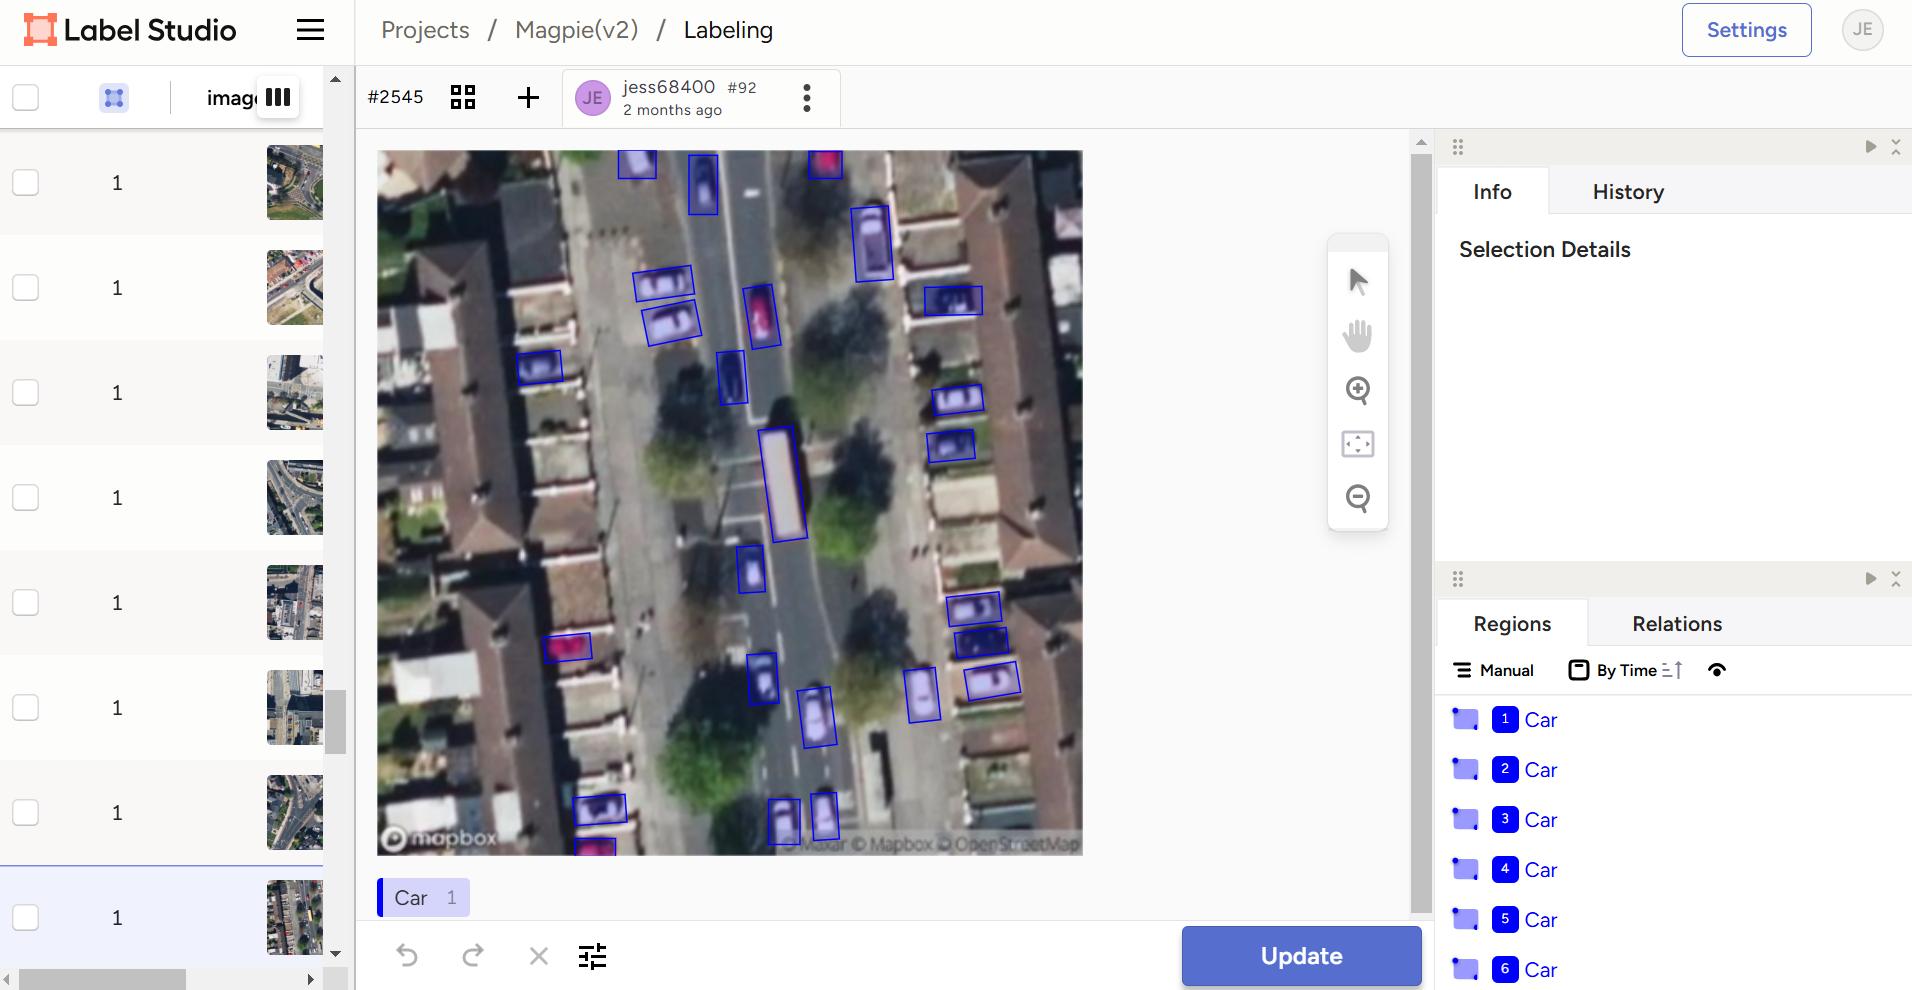 Label Studio
Projects / Magpie(v2) / Labeling
Settings
JE
image
#2545
JE
jess68400 #92
2 months ago
1
1
1
1
1
1
1
1
mapbox
© Maxar © Mapbox © OpenStreetMap
Car 1
Update
Info
History
Selection Details
Regions
Relations
Manual
By Time
1 Car
2 Car
3 Car
4 Car
5 Car
6 Car